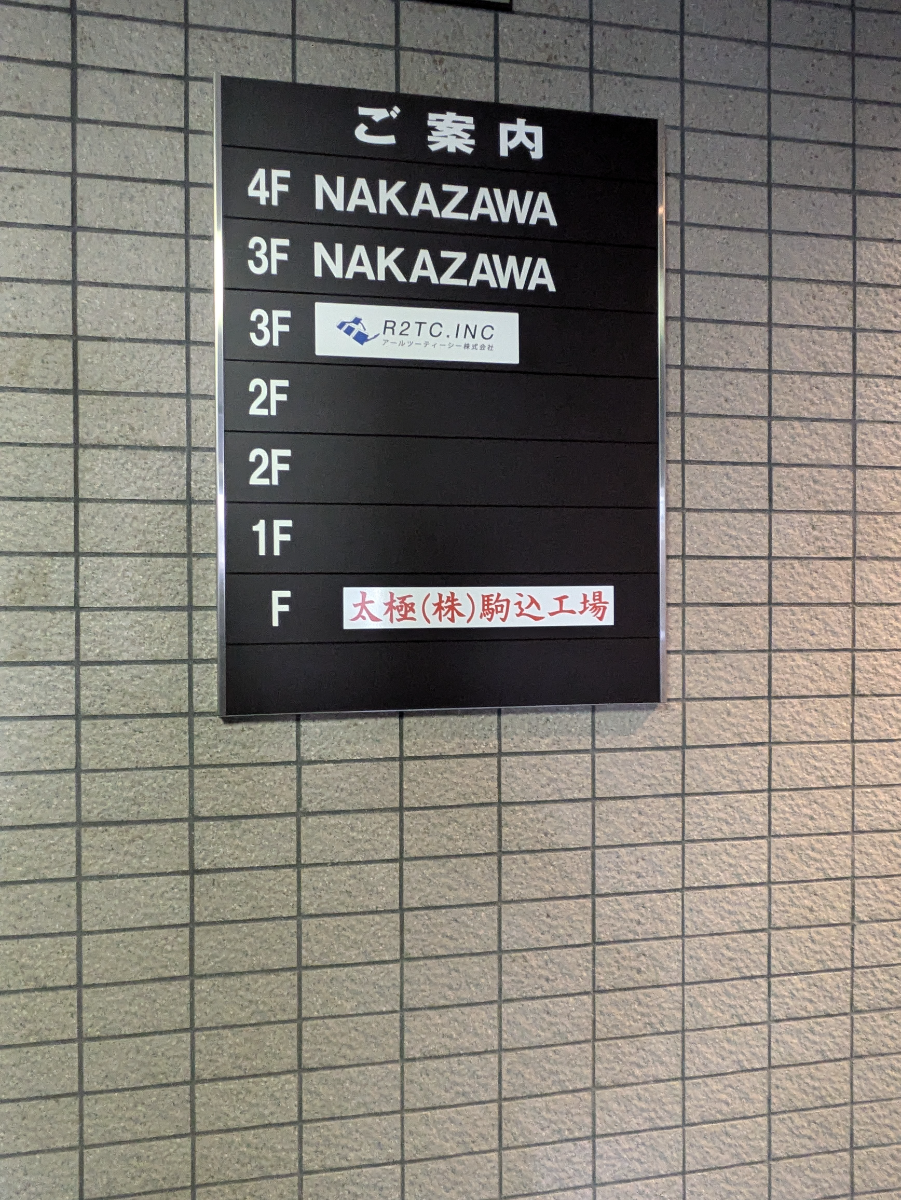 ご案内
4F NAKAZAWA
3F NAKAZAWA
3F R2TC.INC
アールツーティーシー株式会社
2F
2F
1F
F 太極(株)駒込工場